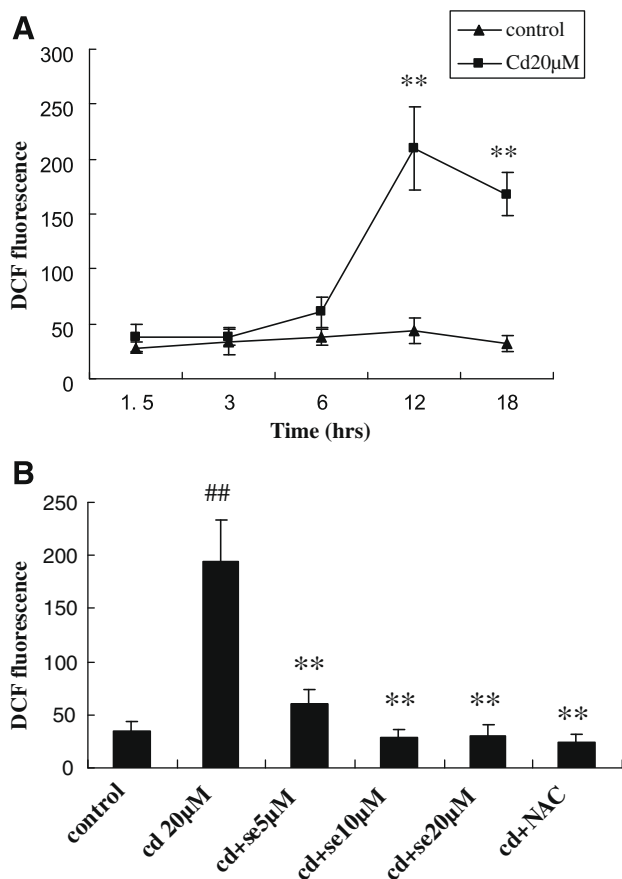 A
control
Cd20μM
DCF fluorescence
300
250
200
150
100
50
0
**
**
1.5 3 6 12 18
Time (hrs)
B
DCF fluorescence
250
200
150
100
50
0
##
**
**
**
**
control
cd 20μM
cd+se5μM
cd+se10μM
cd+se20μM
cd+NAC